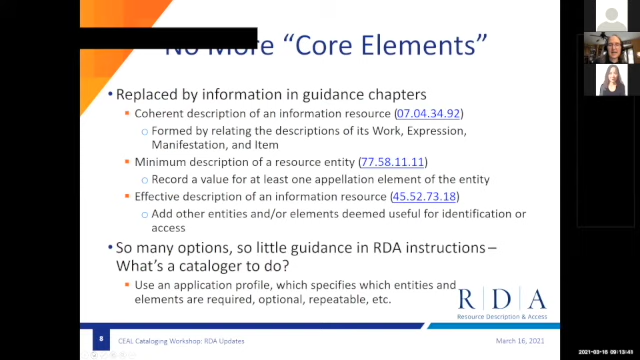 No More “Core Elements”
• Replaced by information in guidance chapters
▪ Coherent description of an information resource (07.04.34.92)
o Formed by relating the descriptions of its Work, Expression,
Manifestation, and Item
▪ Minimum description of a resource entity (77.58.11.11)
o Record a value for at least one appellation element of the entity
▪ Effective description of an information resource (45.52.73.18)
o Add other entities and/or elements deemed useful for identification or
access
• So many options, so little guidance in RDA instructions –
What’s a cataloger to do?
▪ Use an application profile, which specifies which entities and
elements are required, optional, repeatable, etc.
R | D | A
Resource Description & Access
8
CEAL Cataloging Workshop: RDA Updates
March 16, 2021
2021-03-16 09:13:41